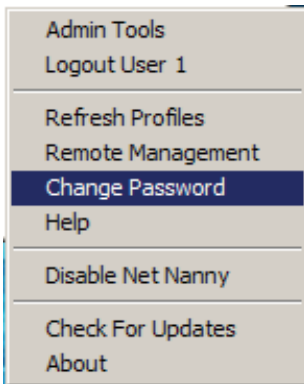 Admin Tools
Logout User 1
Refresh Profiles
Remote Management
Change Password
Help
Disable Net Nanny
Check For Updates
About